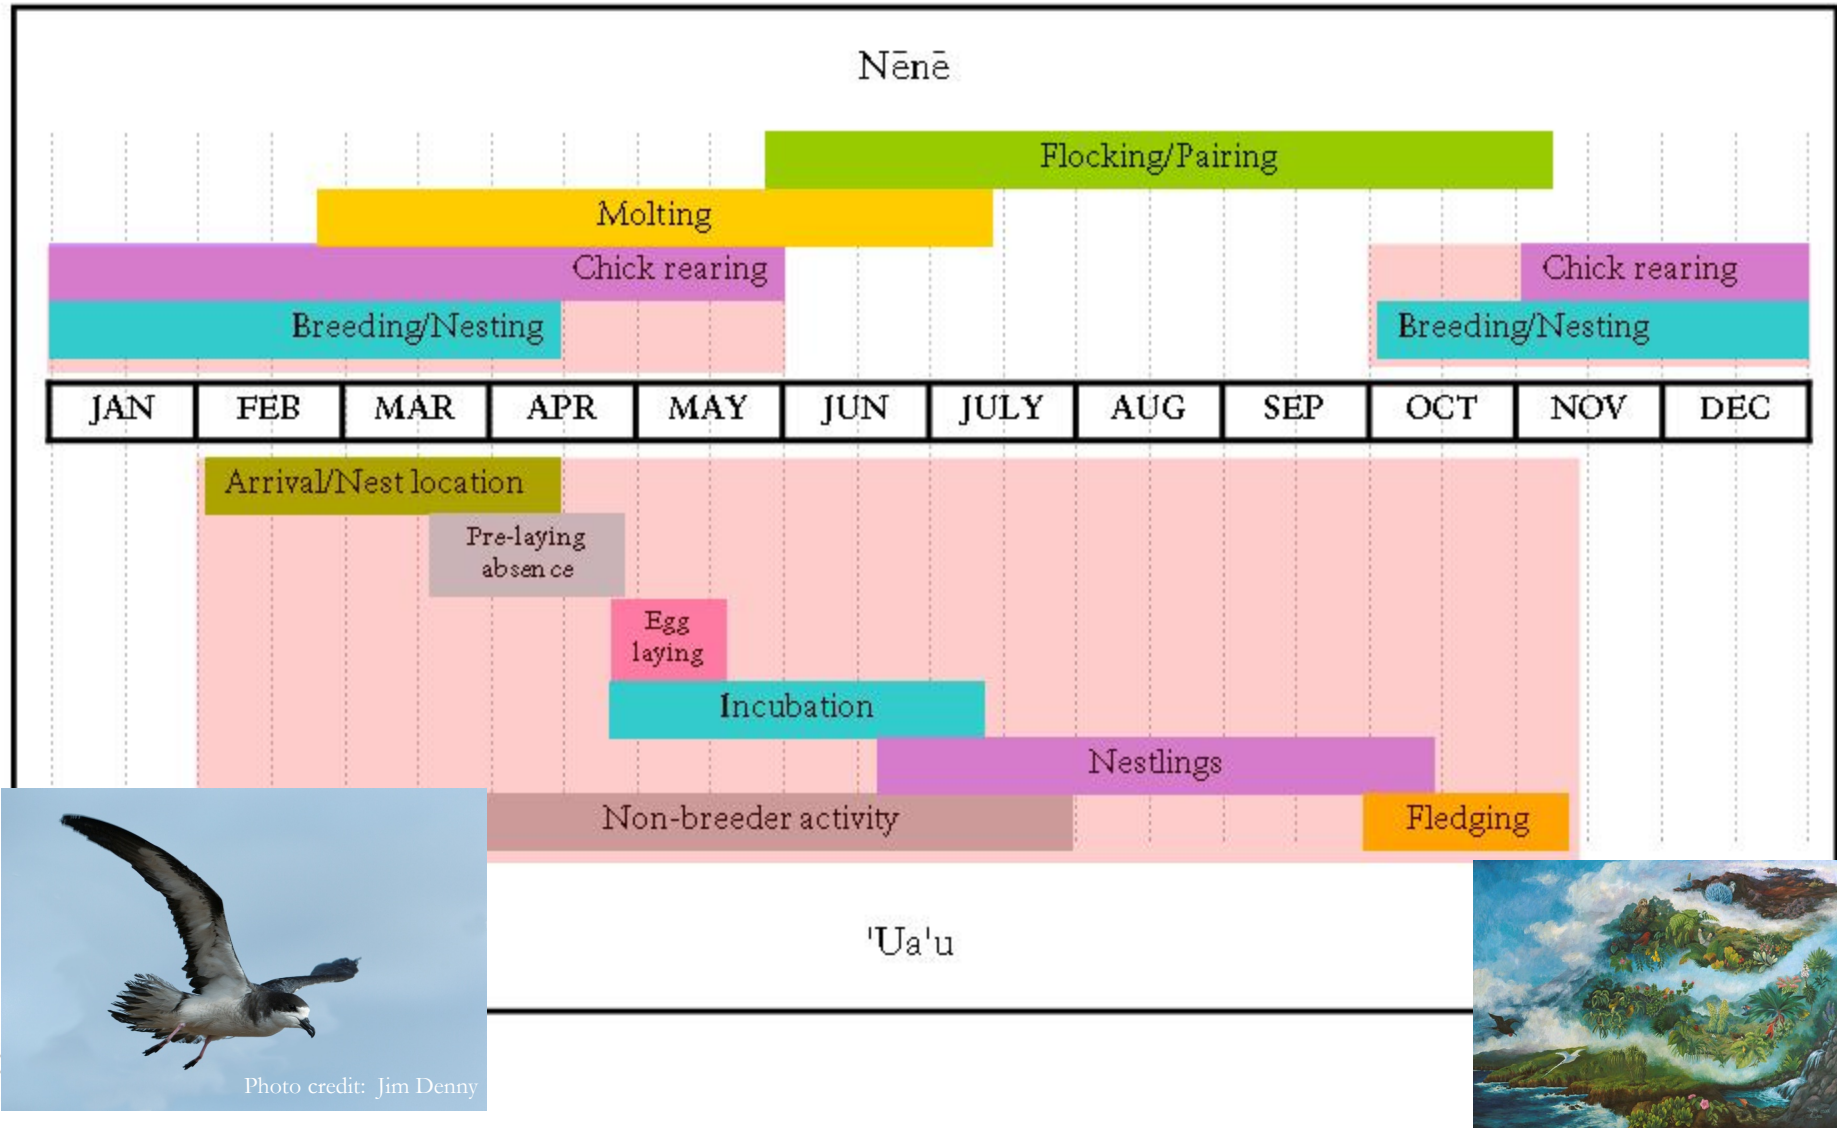 Nēnē
Flocking/Pairing
Molting
Chick rearing
Chick rearing
Breeding/Nesting
Breeding/Nesting
JAN FEB MAR APR MAY JUN JULY AUG SEP OCT NOV DEC
Arrival/Nest location
Pre-laying
absence
Egg
laying
Incubation
Nestlings
Non-breeder activity
Fledging
'Ua'u
Photo credit: Jim Denny